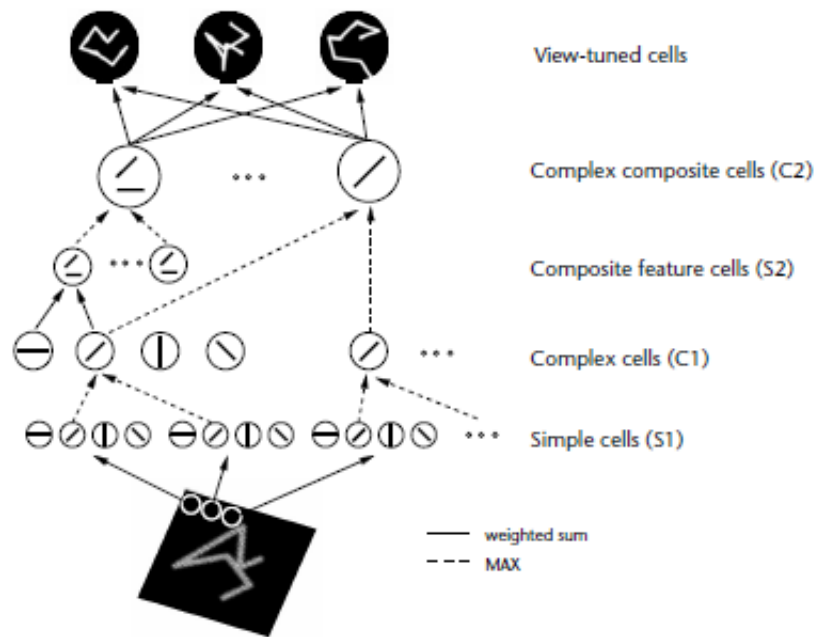 View-tuned cells
Complex composite cells (C2)
Composite feature cells (S2)
Complex cells (C1)
Simple cells (S1)
weighted sum
MAX